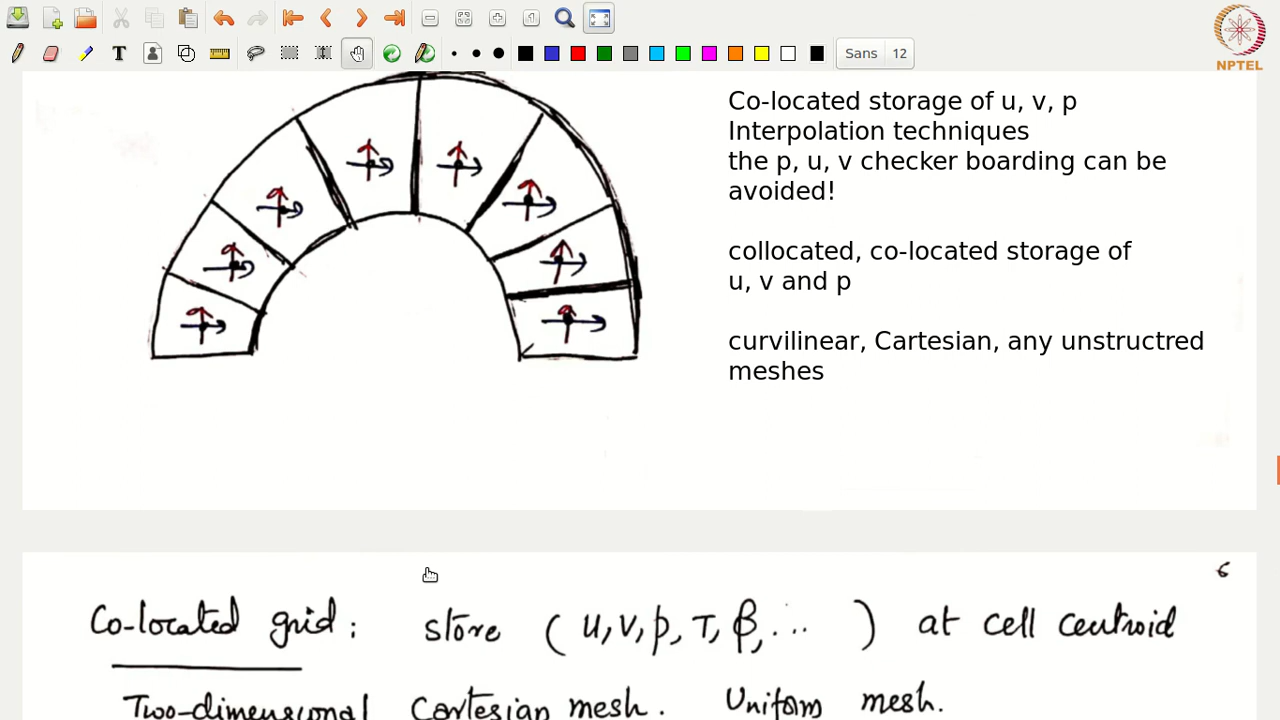 Sans 12
NPTEL
Co-located storage of u, v, p
Interpolation techniques
the p, u, v checker boarding can be
avoided!
collocated, co-located storage of
u, v and p
curvilinear, Cartesian, any unstructred
meshes
6
Co-located grid: store (u, v, p, T, β, ... ) at cell centroid
Two-dimensional Cartesian mesh. Uniform mesh.